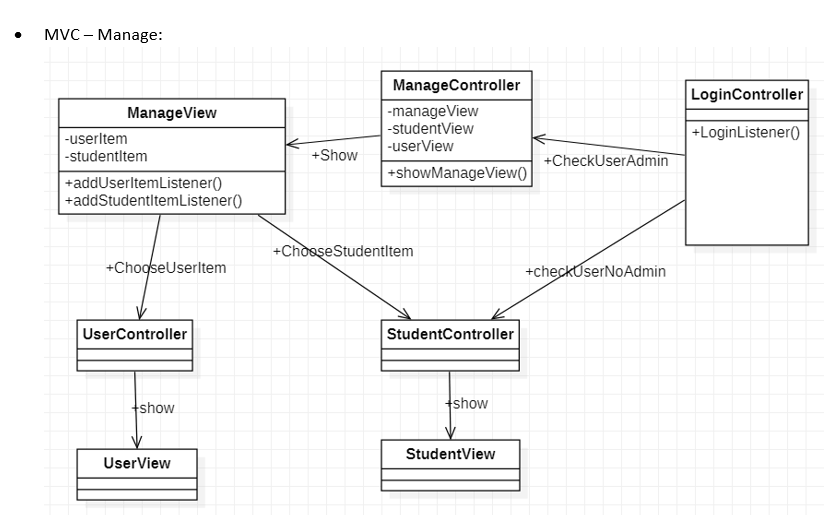 • MVC – Manage:
ManageView
-userItem
-studentItem
+addUserItemListener()
+addStudentItemListener()
ManageController
-manageView
-studentView
-userView
+showManageView()
LoginController
+LoginListener()
+Show
+CheckUserAdmin
+ChooseUserItem
+ChooseStudentItem
+checkUserNoAdmin
UserController
StudentController
+show
+show
UserView
StudentView